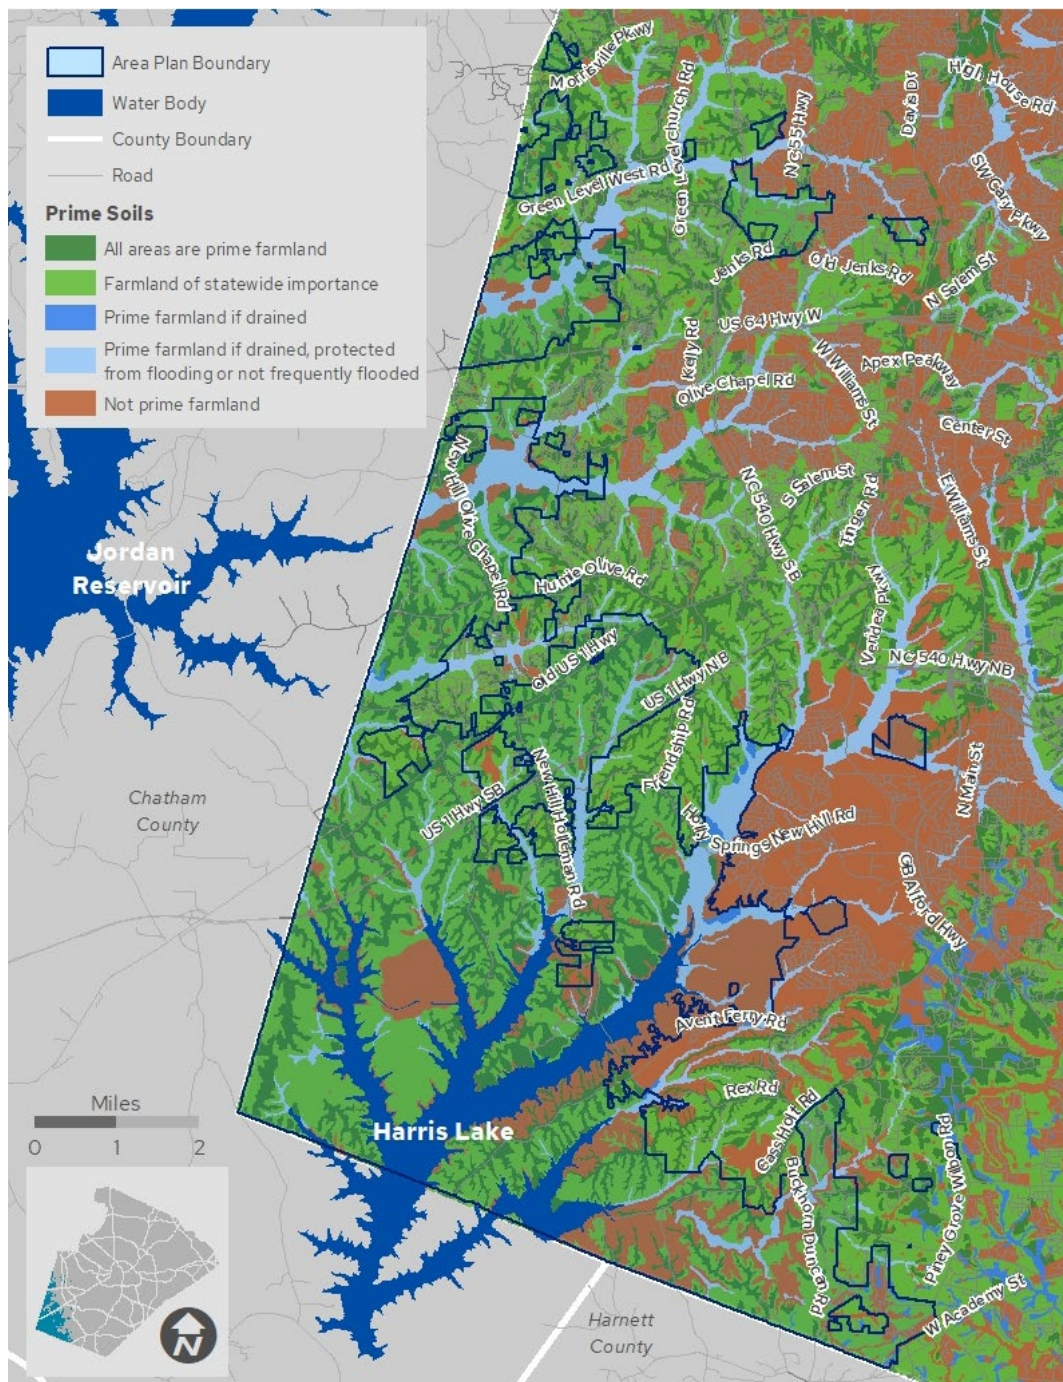 Area Plan Boundary
Water Body
County Boundary
Road
Prime Soils
All areas are prime farmland
Farmland of statewide importance
Prime farmland if drained
Prime farmland if drained, protected
from flooding or not frequently flooded
Not prime farmland
Morrisville Pkwy
Green Level church Rd
NC 55 Hwy
Davis Dr
High House Rd
SW Cary Pkwy
Green Level West Rd
Jenks Rd
Old Jenks Rd
N Salem St
US 64 Hwy W
Kelly Rd
Olive Chapel Rd
W Williams St
Apex Peakway
Center St
New Hill Olive Chapel Rd
NC 540 Hwy SB
S Salem St
Tingen Rd
E Williams St
Jordan
Reservoir
Humie Olive Rd
Veridea Pkwy
Old US 1 Hwy
US 1 Hwy N/B
NC 540 Hwy NB
Friendship Rd
N Main St
Chatham
County
US 1 Hwy SB
New Hill Holleman Rd
Holly Springs New Hill Rd
GB Alford Hwy
Avent Ferry Rd
Rex Rd
Cass Holt Rd
Buckhorn Duncan Rd
Piney Grove Wilbon Rd
W Academy St
Harris Lake
Miles
0 1 2
N
Harnett
County